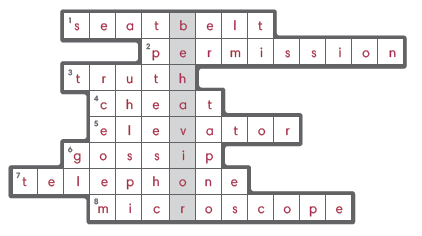 1 seatbelt
2 permission
3 truth
4 cheat
5 elevator
6 gossip
7 telephone
8 microscope